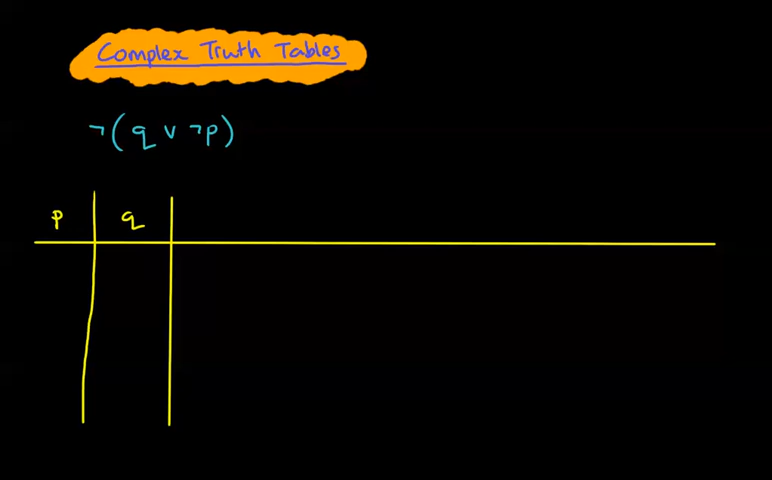 Complex Truth Tables
¬(q ∨ ¬p)
p q